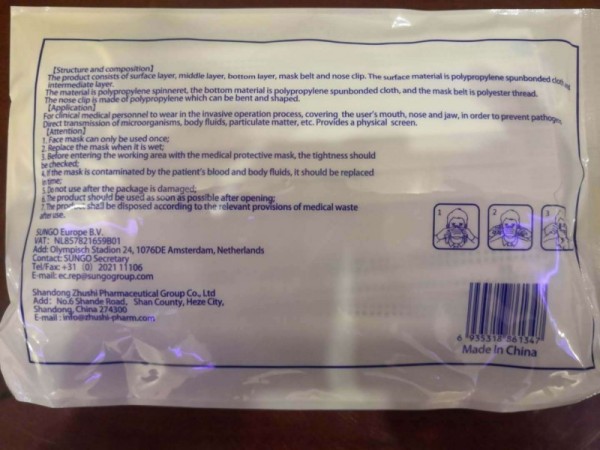 [Structure and composition]
The product consists of surface layer, middle layer, bottom layer, mask belt and nose clip. The surface material is polypropylene spunbonded cloth and
intermediate layer.
The material is polypropylene spinneret, the bottom material is polypropylene spunbonded cloth, and the mask belt is polyester thread.
The nose clip is made of polypropylene which can be bent and shaped.
[Application]
For clinical medical personnel to wear in the invasive operation process, covering the user's mouth, nose and jaw, in order to prevent pathogens,
Direct transmission of microorganisms, body fluids, particulate matter, etc. Provides a physical screen.
[Attention]
1. Face mask can only be used once;
2. Replace the mask when it is wet;
3. Before entering the working area with the medical protective mask, the tightness should
be checked;
4. If the mask is contaminated by the patient's blood and body fluids, it should be replaced
in time;
5. Do not use after the package is damaged;
6. The product should be used as soon as possible after opening;
7. The product shall be disposed according to the relevant provisions of medical waste
after use.
1 2 3
SUNGO Europe B.V.
VAT: NL857821659B01
Add: Olympisch Stadion 24, 1076DE Amsterdam, Netherlands
Contact: SUNGO Secretary
Tel/Fax: +31 (0) 2021 11106
E-mail: ec.rep@sungogroup.com
Shandong Zhushi Pharmaceutical Group Co., Ltd
Add: No.6 Shande Road, Shan County, Heze City,
Shandong, China 274300
E-mail : info@zhushi-pharm.com
6 935318 861347
Made In China